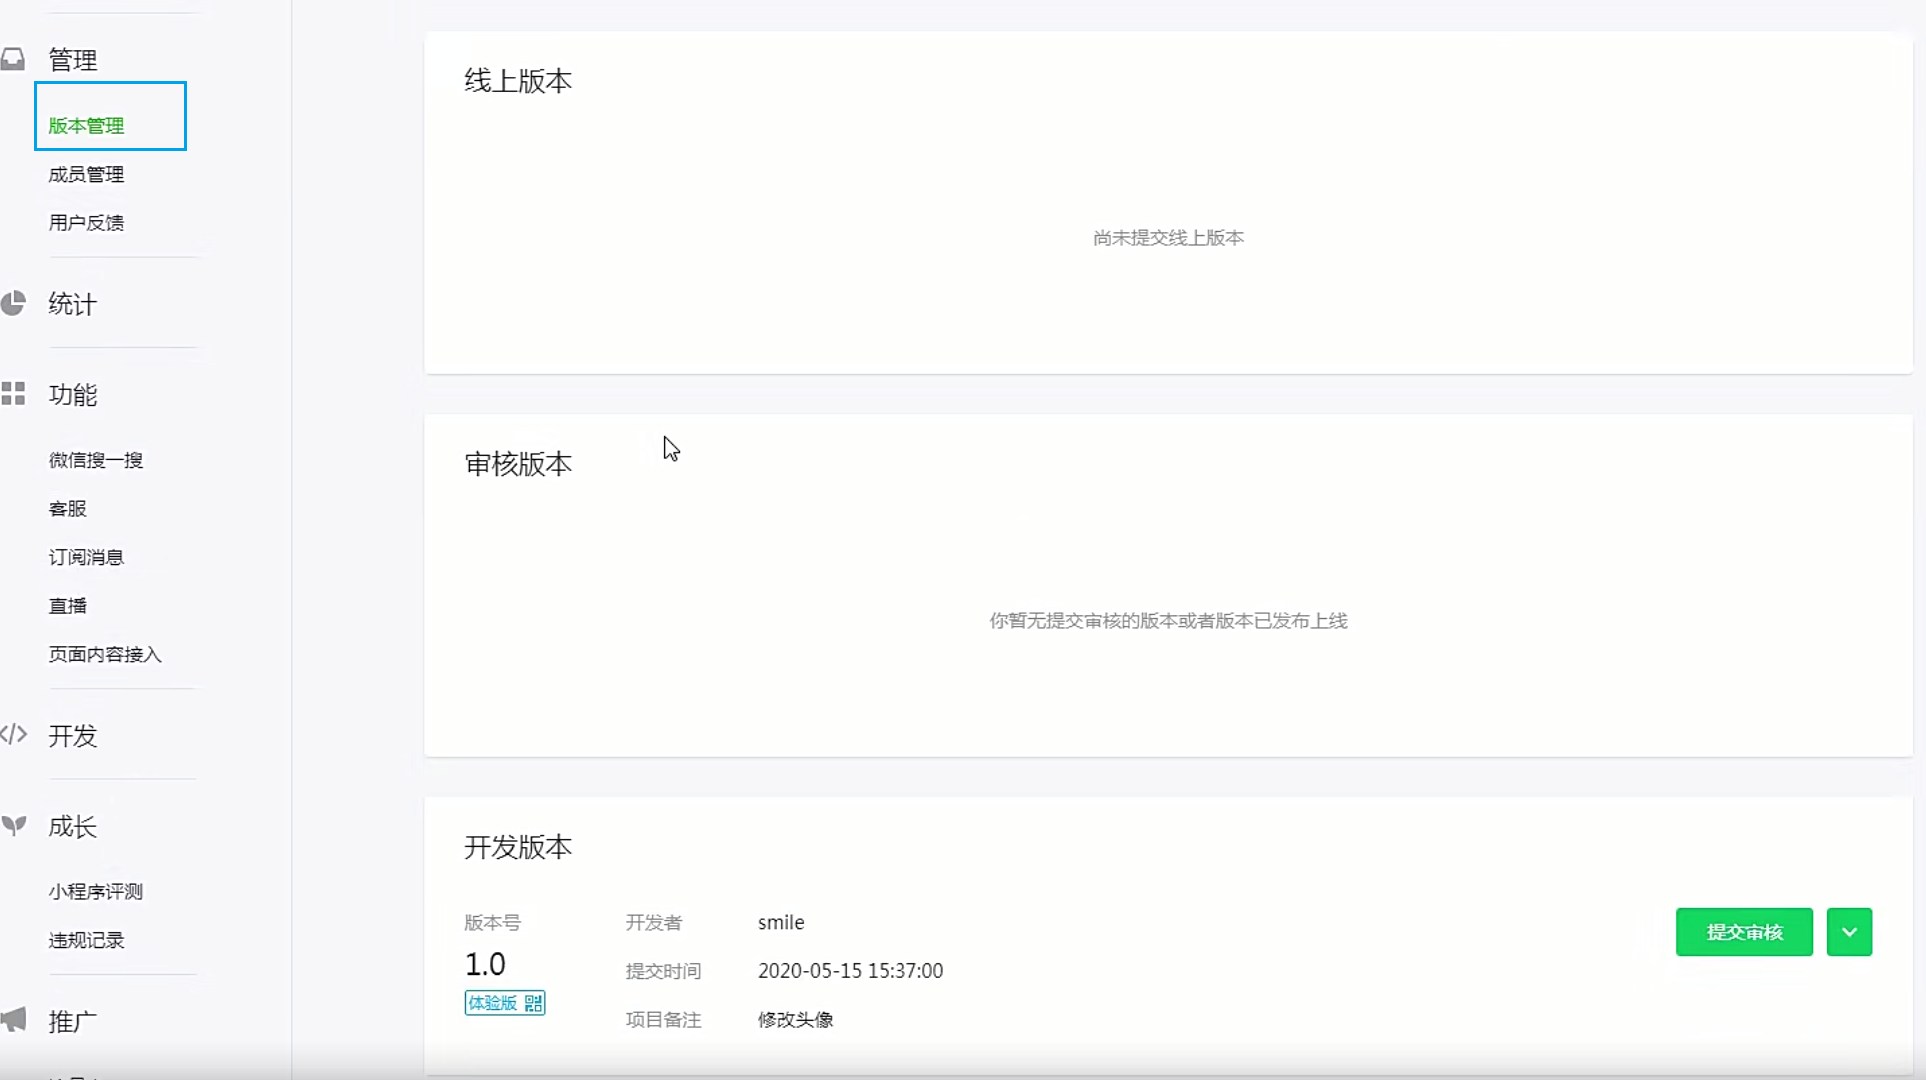 管理
版本管理
成员管理
用户反馈
统计
功能
微信搜一搜
客服
订阅消息
直播
页面内容接入
</>
开发
成长
小程序评测
违规记录
推广
线上版本
尚未提交线上版本
审核版本
你暂无提交审核的版本或者版本已发布上线
开发版本
版本号
1.0
体验版
开发者 smile
提交时间 2020-05-15 15:37:00
项目备注 修改头像
提交审核